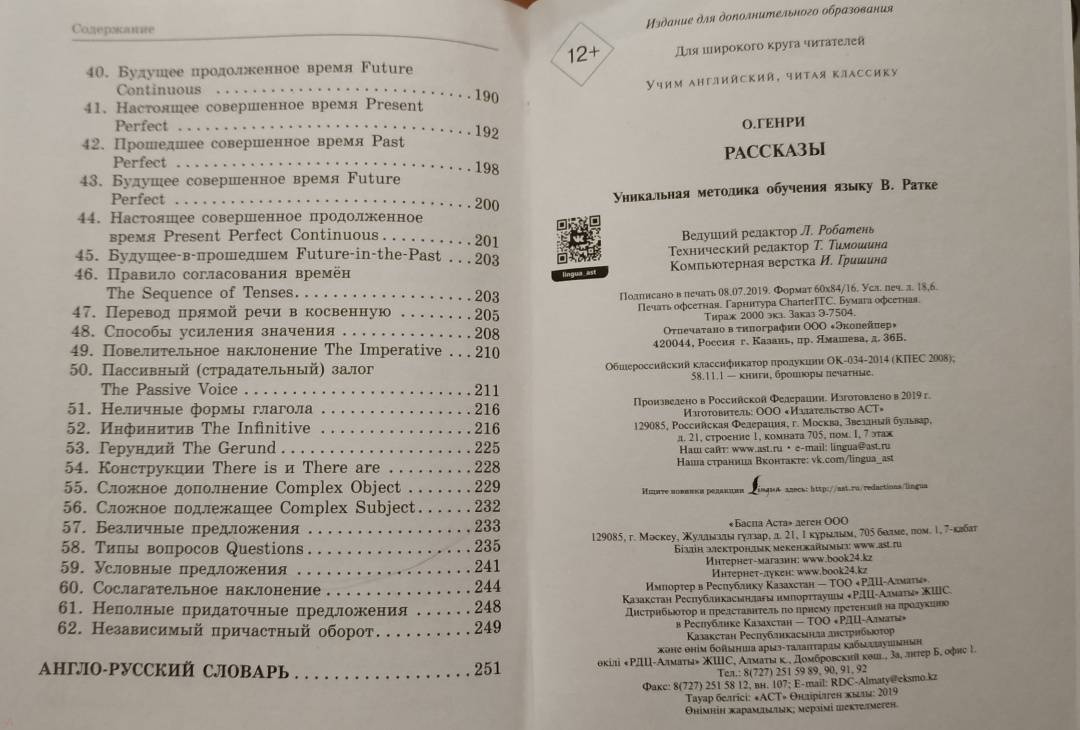 Содержание
40. Будущее продолженное время Future
Continuous ..............................190
41. Настоящее совершенное время Present
Perfect ..................................192
42. Прошедшее совершенное время Past
Perfect ..................................198
43. Будущее совершенное время Future
Perfect ..................................200
44. Настоящее совершенное продолженное
время Present Perfect Continuous..........201
45. Будущее-в-прошедшем Future-in-the-Past ...203
46. Правило согласования времён
The Sequence of Tenses...................203
47. Перевод прямой речи в косвенную ........205
48. Способы усиления значения ..............208
49. Повелительное наклонение The Imperative ...210
50. Пассивный (страдательный) залог
The Passive Voice ........................211
51. Неличные формы глагола ................216
52. Инфинитив The Infinitive ................216
53. Герундий The Gerund ....................225
54. Конструкции There is и There are .........228
55. Сложное дополнение Complex Object .......229
56. Сложное подлежащее Complex Subject......232
57. Безличные предложения .................233
58. Типы вопросов Questions.................235
59. Условные предложения ..................241
60. Сослагательное наклонение...............244
61. Неполные придаточные предложения ......248
62. Независимый причастный оборот..........249
АНГЛО-РУССКИЙ СЛОВАРЬ ....................251
Издание для дополнительного образования
12+
Для широкого круга читателей
УЧИМ АНГЛИЙСКИЙ, ЧИТАЯ КЛАССИКУ
О.ГЕНРИ
РАССКАЗЫ
Уникальная методика обучения языку В. Ратке
Ведущий редактор Л. Робатень
Технический редактор Т. Тимошина
Компьютерная верстка И. Гришина
lingua_ast
Подписано в печать 08.07.2019. Формат 60x84/16. Усл. печ. л. 18,6.
Печать офсетная. Гарнитура CharterITC. Бумага офсетная.
Тираж 2000 экз. Заказ Э-7504.
Отпечатано в типографии ООО «Экопейпер»
420044, Россия г. Казань, пр. Ямашева, д. 36Б.
Общероссийский классификатор продукции ОК-034-2014 (КПЕС 2008);
58.11.1 — книги, брошюры печатные.
Произведено в Российской Федерации. Изготовлено в 2019 г.
Изготовитель: ООО «Издательство АСТ»
129085, Российская Федерация, г. Москва, Звездный бульвар,
д. 21, строение 1, комната 705, пом. I, 7 этаж
Наш сайт: www.ast.ru • e-mail: lingua@ast.ru
Наша страница Вконтакте: vk.com/lingua_ast
Ищите новинки редакции Lingua здесь: http://ast.ru/redactions/lingua
«Баспа Аста» деген ООО
129085, г. Мәскеу, Жулдызды гүлзар, д. 21, 1 құрылым, 705 бөлме, пом. 1, 7-қабат
Біздің электрондық мекенжайымыз: www.ast.ru
Интернет-магазин: www.book24.kz
Интернет-дүкен: www.book24.kz
Импортер в Республику Казахстан — ТОО «РДЦ-Алматы».
Қазақстан Республикасындағы импорттаушы «РДЦ-Алматы» ЖШС.
Дистрибьютор и представитель по приему претензий на продукцию
в Республике Казахстан — ТОО «РДЦ-Алматы»
Қазақстан Республикасында дистрибьютор
және өнім бойынша арыз-талаптарды қабылдаушының
өкілі «РДЦ-Алматы» ЖШС, Алматы қ., Домбровский көш., 3а, литер Б, офис 1.
Тел.: 8(727) 251 59 89, 90, 91, 92
Факс: 8(727) 251 58 12, вн. 107; E-mail: RDC-Almaty@eksmo.kz
Тауар белгісі: «АСТ» Өндірілген жылы: 2019
Өнімнің жарамдылық; мерзімі шектелмеген.